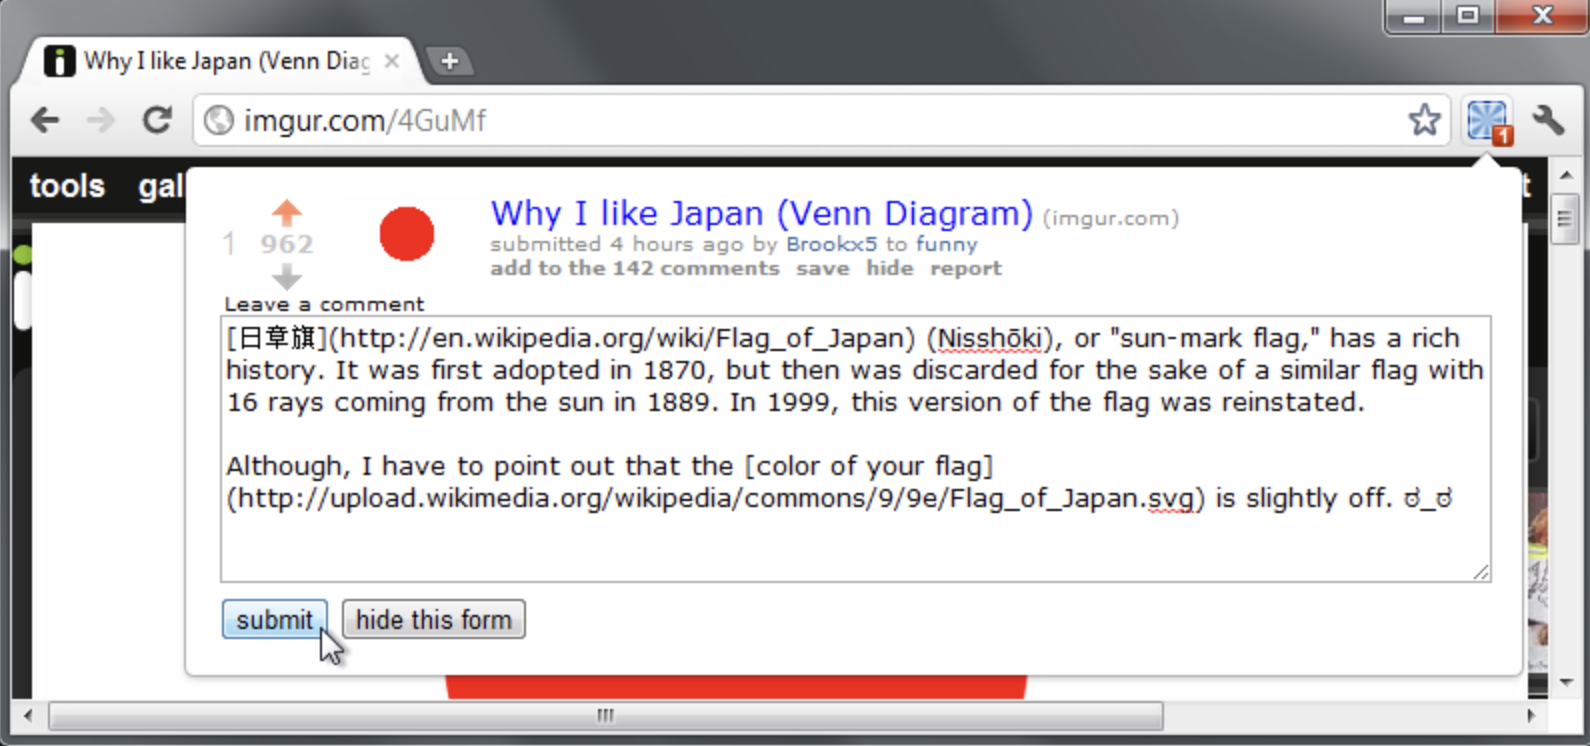 Why I like Japan (Venn Diag
imgur.com/4GuMf
1
tools gal t
Why I like Japan (Venn Diagram) (imgur.com)
1 962
submitted 4 hours ago by Brookx5 to funny
add to the 142 comments save hide report
Leave a comment
[日章旗](http://en.wikipedia.org/wiki/Flag_of_Japan) (Nisshōki), or "sun-mark flag," has a rich
history. It was first adopted in 1870, but then was discarded for the sake of a similar flag with
16 rays coming from the sun in 1889. In 1999, this version of the flag was reinstated.
Although, I have to point out that the [color of your flag]
(http://upload.wikimedia.org/wikipedia/commons/9/9e/Flag_of_Japan.svg) is slightly off. ಠ_ಠ
submit hide this form